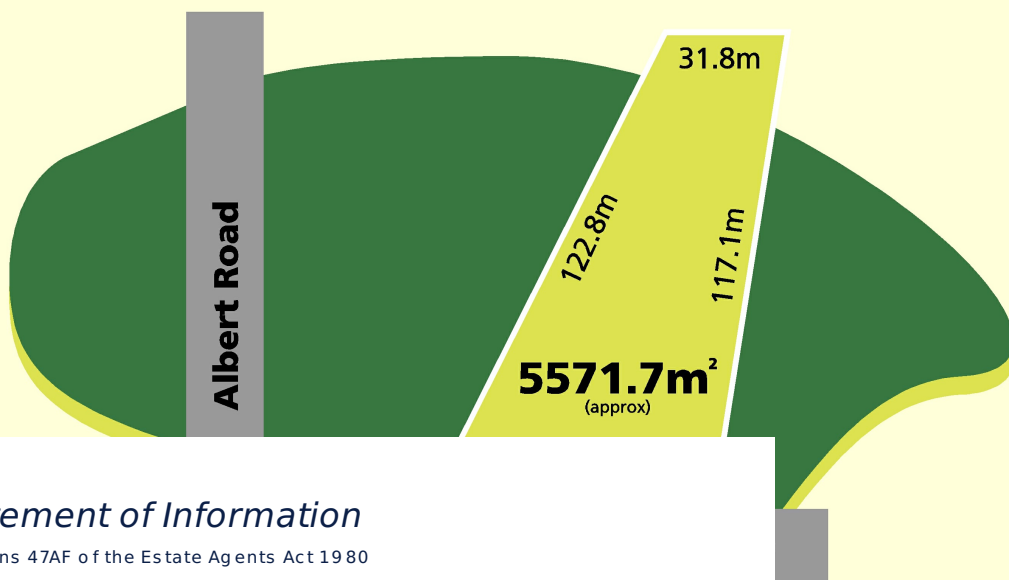 31.8m
122.8m
117.1m
Albert Road
5571.7m²
(approx)
ement of Information
ns 47AF of the Estate Agents Act 1980